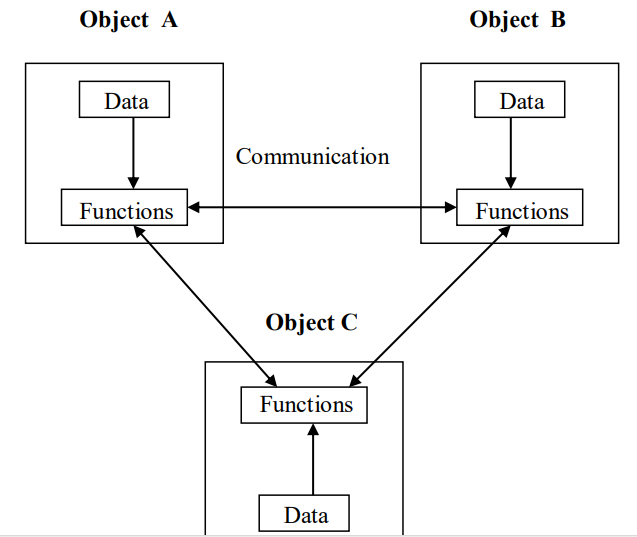 Object A
Object B
Data
Data
Communication
Functions
Functions
Object C
Functions
Data